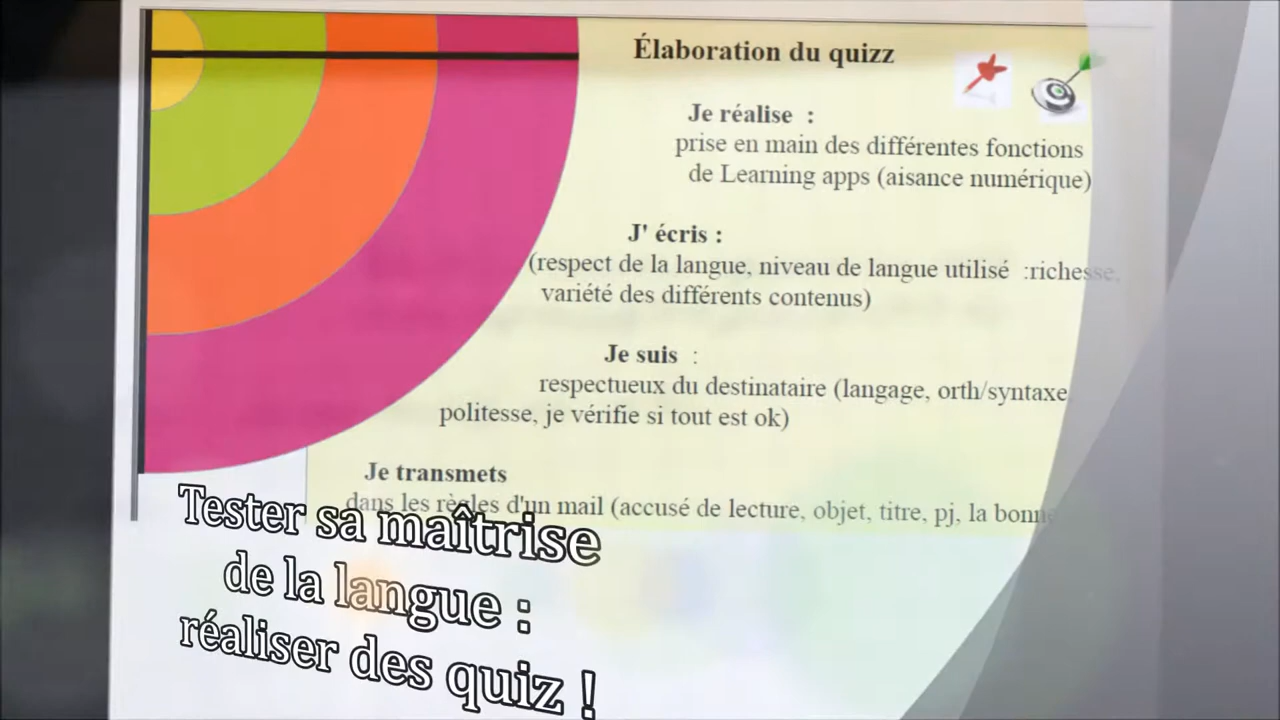 Élaboration du quizz
Je réalise :
prise en main des différentes fonctions
de Learning apps (aisance numérique)
J' écris :
(respect de la langue, niveau de langue utilisé :richesse,
variété des différents contenus)
Je suis :
respectueux du destinataire (langage, orth/syntaxe
politesse, je vérifie si tout est ok)
Je transmets
dans les règles d'un mail (accusé de lecture, objet, titre, pj, la bonne
Tester sa maîtrise
de la langue :
réaliser des quiz !